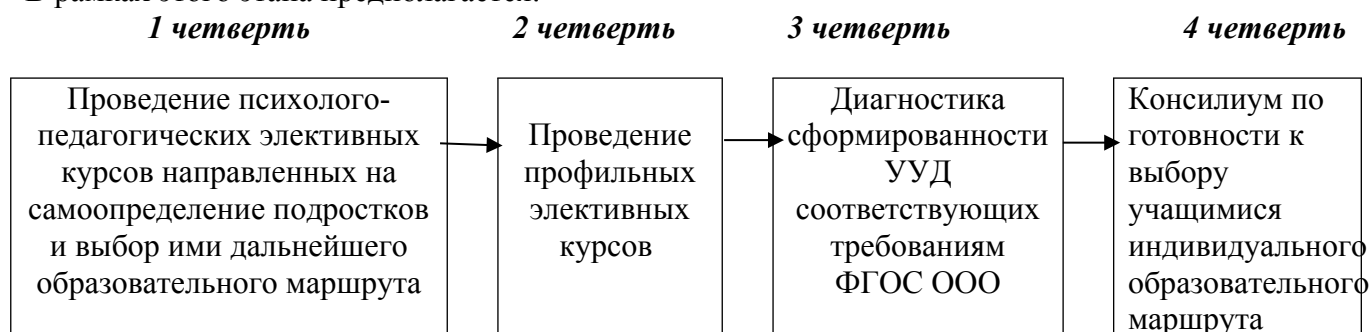 В рамках этого этапа предполагается:
1 четверть 2 четверть 3 четверть 4 четверть
Проведение психолого-
педагогических элективных
курсов направленных на
самоопределение подростков
и выбор ими дальнейшего
образовательного маршрута
Проведение
профильных
элективных
курсов
Диагностика
сформированности
УУД
соответствующих
требованиям
ФГОС ООО
Консилиум по
готовности к
выбору
учащимися
индивидуального
образовательного
маршрута